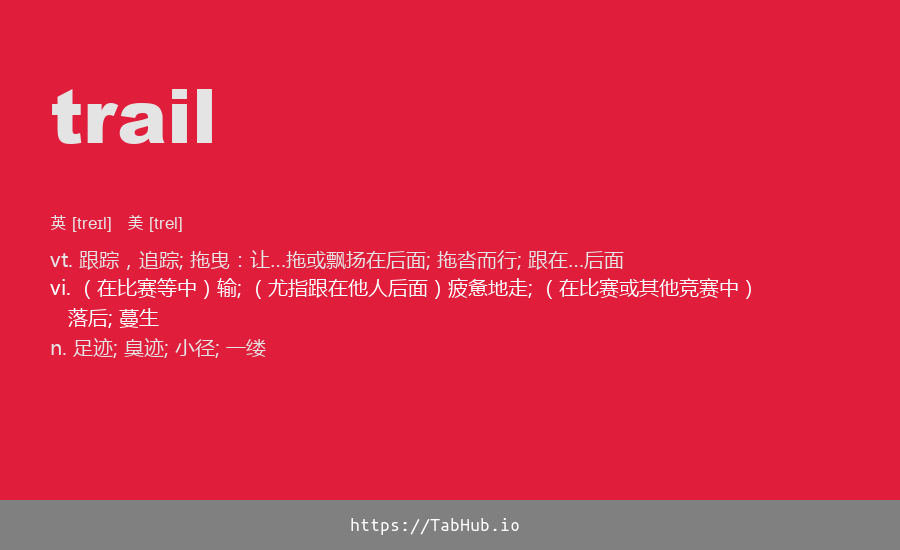 trail
英 [treɪl] 美 [trel]
vt. 跟踪，追踪; 拖曳：让...拖或飘扬在后面; 拖沓而行; 跟在...后面
vi. （在比赛等中）输; （尤指跟在他人后面）疲惫地走; （在比赛或其他竞赛中）
落后; 蔓生
n. 足迹; 臭迹; 小径; 一缕
https://TabHub.io